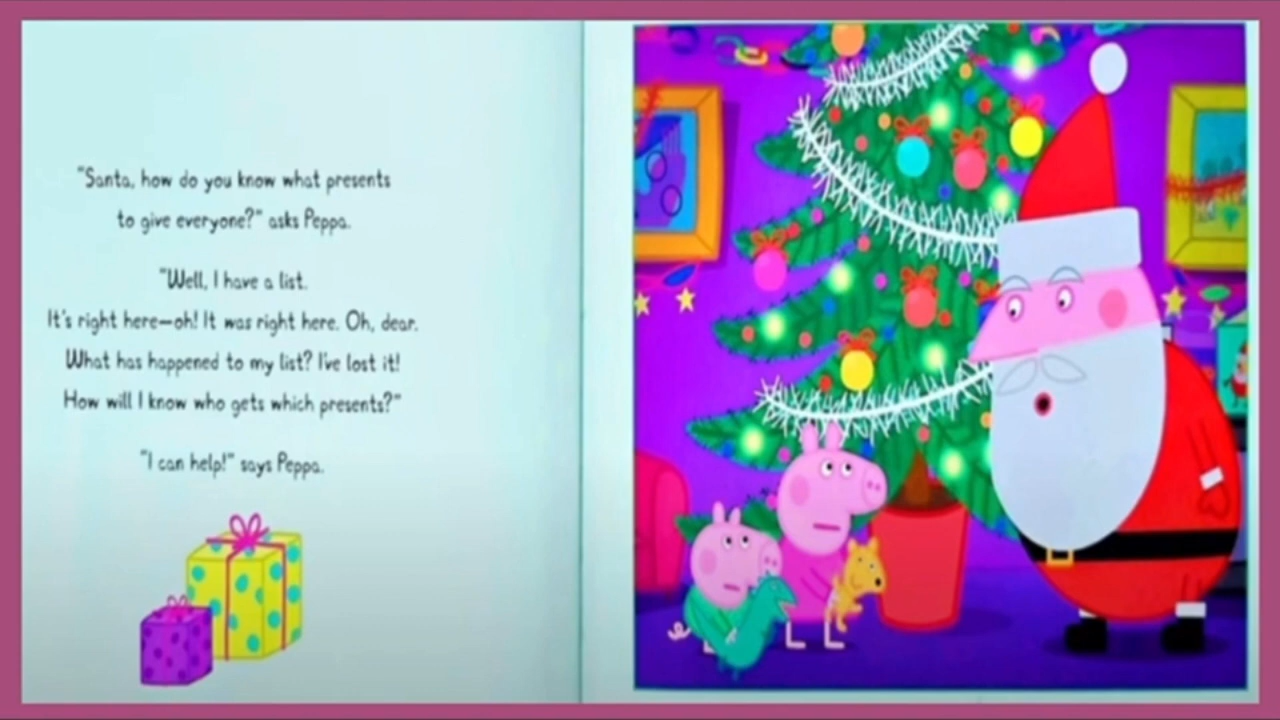 "Santa, how do you know what presents
to give everyone?" asks Peppa.
"Well, I have a list.
It's right here—oh! It was right here. Oh, dear.
What has happened to my list? I've lost it!
How will I know who gets which presents?"
"I can help!" says Peppa.